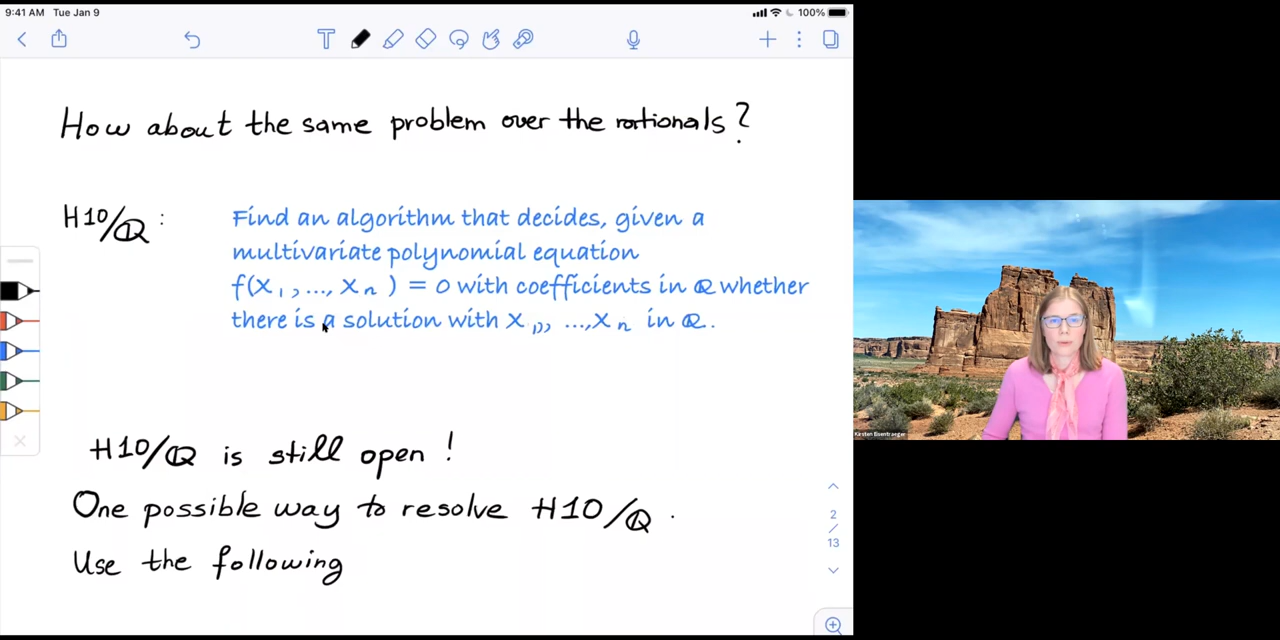 9:41 AM Tue Jan 9
100%
How about the same problem over the rationals?
H10/ℚ :
Find an algorithm that decides, given a
multivariate polynomial equation
f(x₁,...,xₙ) = 0 with coefficients in ℚ whether
there is a solution with x₁,, ...,xₙ in ℚ.
H10/ℚ is still open!
One possible way to resolve H10/ℚ.
Use the following
2
/
13
Kirsten Eisentraeger